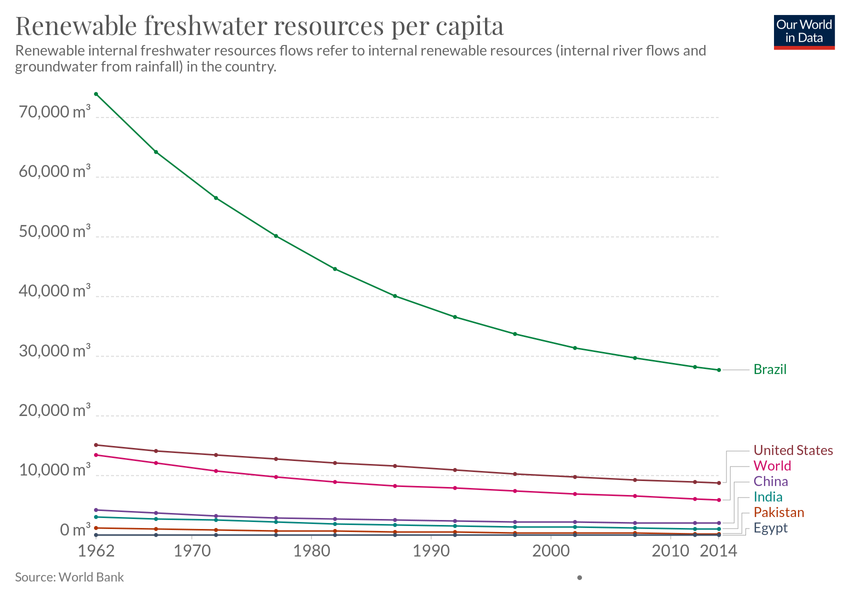 Renewable freshwater resources per capita
Our World
in Data
Renewable internal freshwater resources flows refer to internal renewable resources (internal river flows and
groundwater from rainfall) in the country.
70,000 m³
60,000 m³
50,000 m³
40,000 m³
30,000 m³
Brazil
20,000 m³
United States
World
10,000 m³
China
India
Pakistan
Egypt
0 m³
1962 1970 1980 1990 2000 2010 2014
Source: World Bank